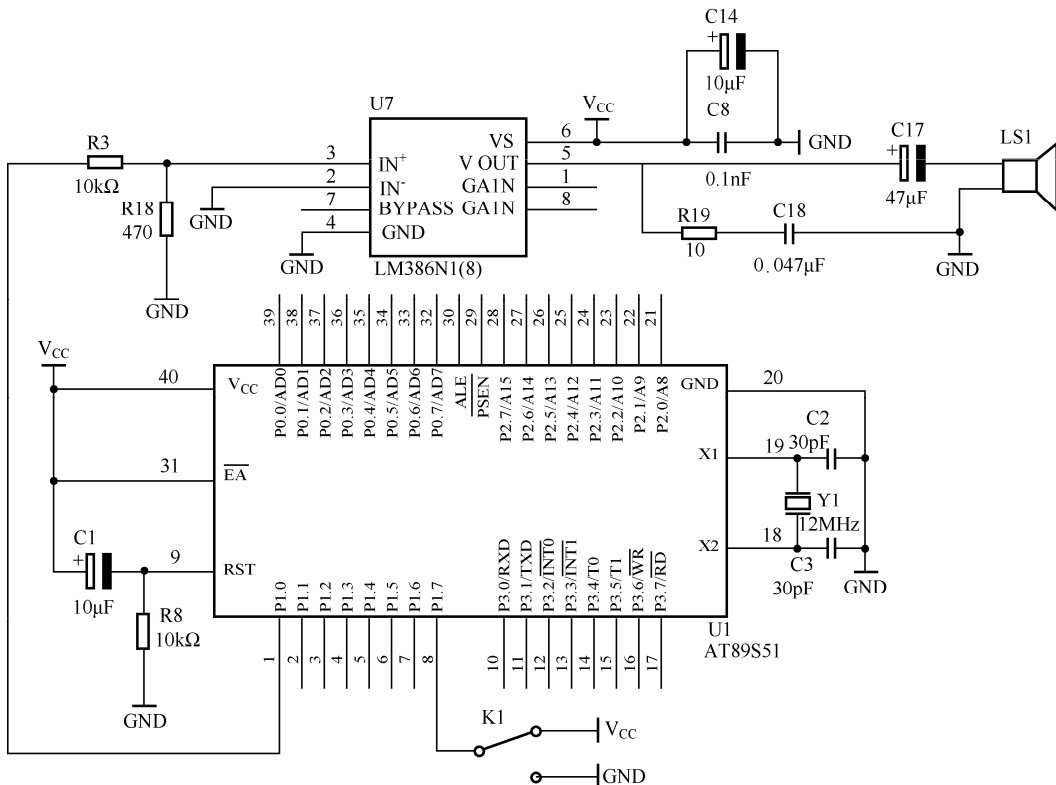 C14
+
10μF
U7
VCC
C8
VS
6
GND
C17
LS1
R3
3
IN+
V OUT
5
+
10kΩ
2
IN-
GA1N
1
0.1nF
47μF
R18
470
GND
7
BYPASS
GA1N
8
R19
C18
4
GND
10
GND
LM386N1(8)
0.047μF
GND
GND
39
38
37
36
35
34
33
32
30
29
28
27
26
25
24
23
22
21
VCC
40
VCC
P0.0/AD0
P0.1/AD1
P0.2/AD2
P0.3/AD3
P0.4/AD4
P0.5/AD5
P0.6/AD6
P0.7/AD7
ALE
PSEN
P2.7/A15
P2.6/A14
P2.5/A13
P2.4/A12
P2.3/A11
P2.2/A10
P2.1/A9
P2.0/A8
GND
20
C2
31
EA
X1
19
30pF
Y1
12MHz
C1
+
10μF
9
RST
X2
18
C3
30pF
GND
R8
10kΩ
GND
P1.0
P1.1
P1.2
P1.3
P1.4
P1.5
P1.6
P1.7
P3.0/RXD
P3.1/TXD
P3.2/INT0
P3.3/INT1
P3.4/T0
P3.5/T1
P3.6/WR
P3.7/RD
U1
AT89S51
1
2
3
4
5
6
7
8
10
11
12
13
14
15
16
17
K1
VCC
GND